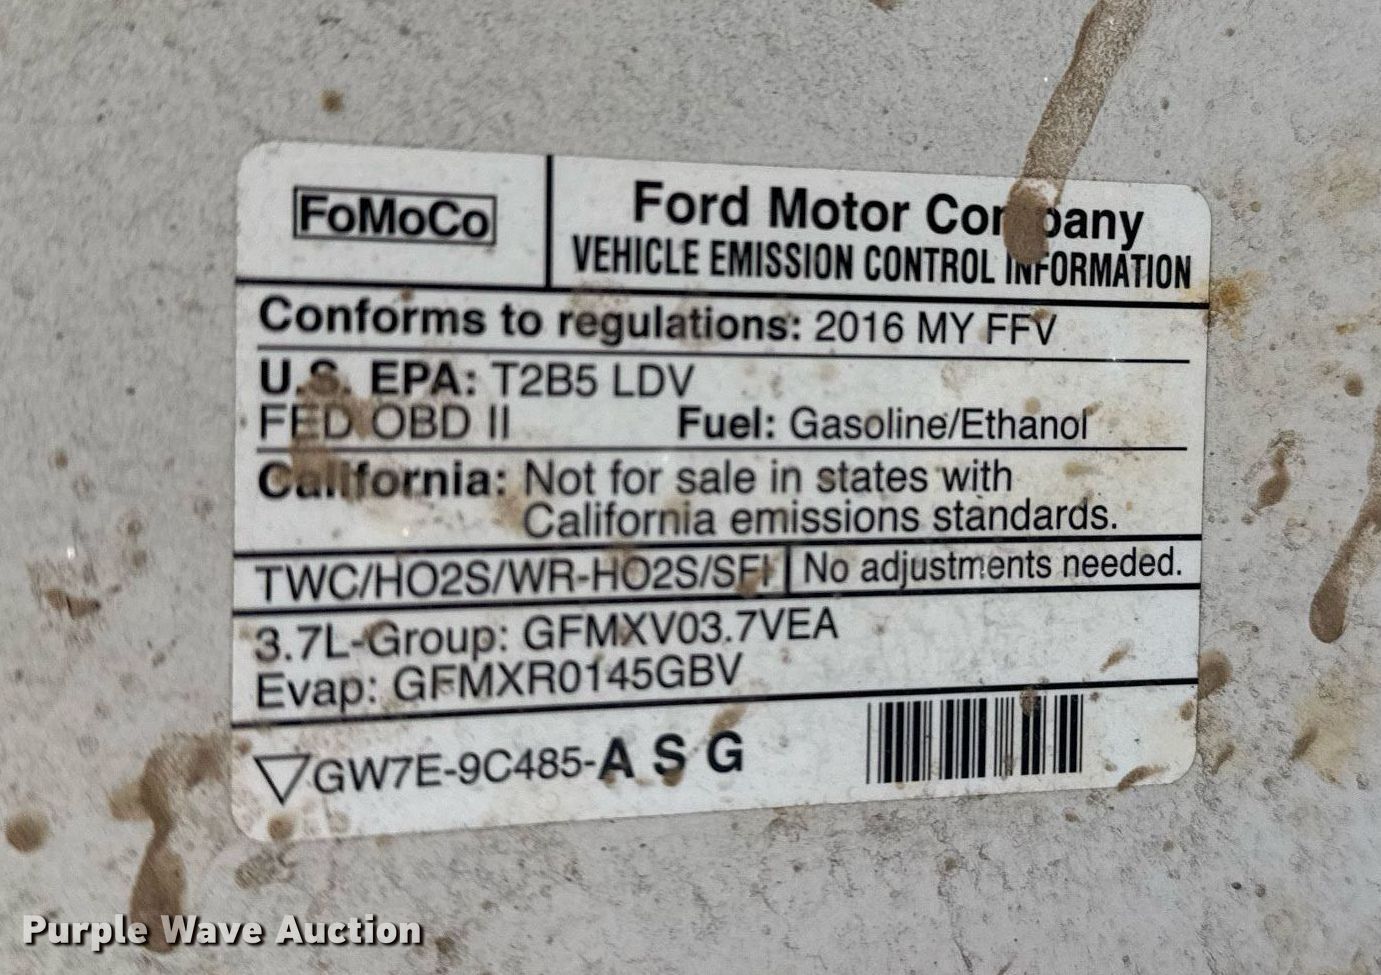 FoMoCo
Ford Motor Company
VEHICLE EMISSION CONTROL INFORMATION
Conforms to regulations: 2016 MY FFV
U.S. EPA: T2B5 LDV
FED OBD II Fuel: Gasoline/Ethanol
California: Not for sale in states with
California emissions standards.
TWC/HO2S/WR-HO2S/SFI No adjustments needed.
3.7L-Group: GFMXV03.7VEA
Evap: GFMXR0145GBV
GW7E-9C485-A S G
Purple Wave Auction